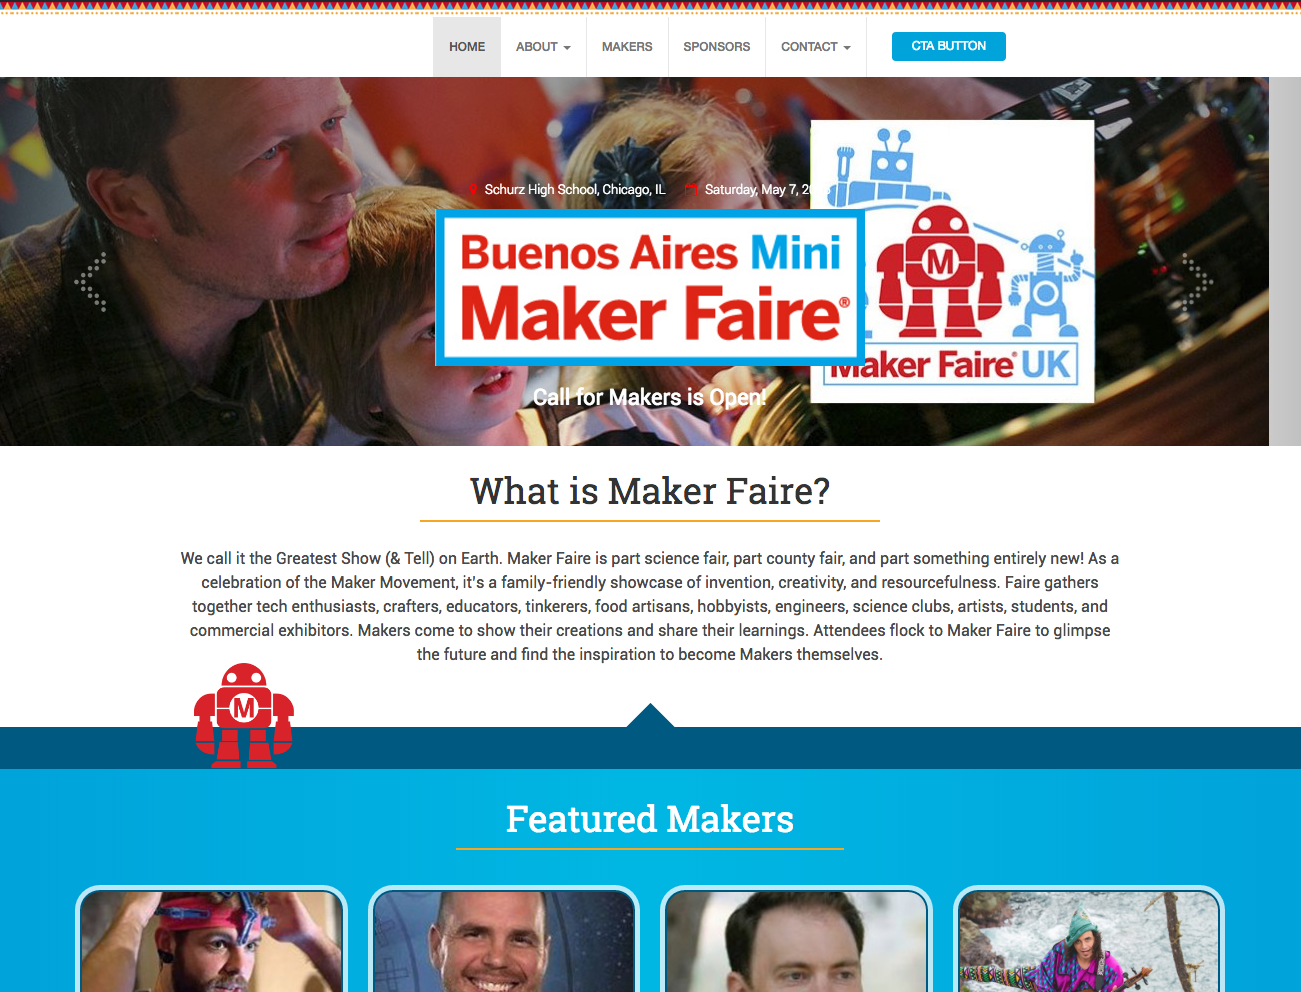 HOME
ABOUT
MAKERS
SPONSORS
CONTACT
CTA BUTTON
Schurz High School, Chicago, IL
Saturday, May 7,
Buenos Aires Mini
Maker Faire®
M
Maker Faire® UK
Call for Makers is Open!
What is Maker Faire?
We call it the Greatest Show (& Tell) on Earth. Maker Faire is part science fair, part county fair, and part something entirely new! As a
celebration of the Maker Movement, it's a family-friendly showcase of invention, creativity, and resourcefulness. Faire gathers
together tech enthusiasts, crafters, educators, tinkerers, food artisans, hobbyists, engineers, science clubs, artists, students, and
commercial exhibitors. Makers come to show their creations and share their learnings. Attendees flock to Maker Faire to glimpse
the future and find the inspiration to become Makers themselves.
M
Featured Makers